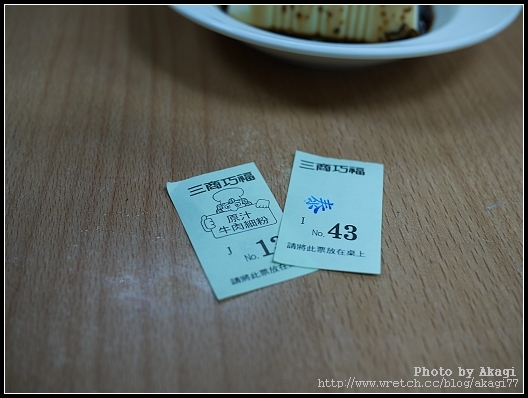 三商巧福
原汁
牛肉細粉
J
No.
請將此票放在桌上
三商巧福
泰
I
No. 43
請將此票放在桌上
Photo by Akagi
http://www.wretch.cc/blog/akagi77